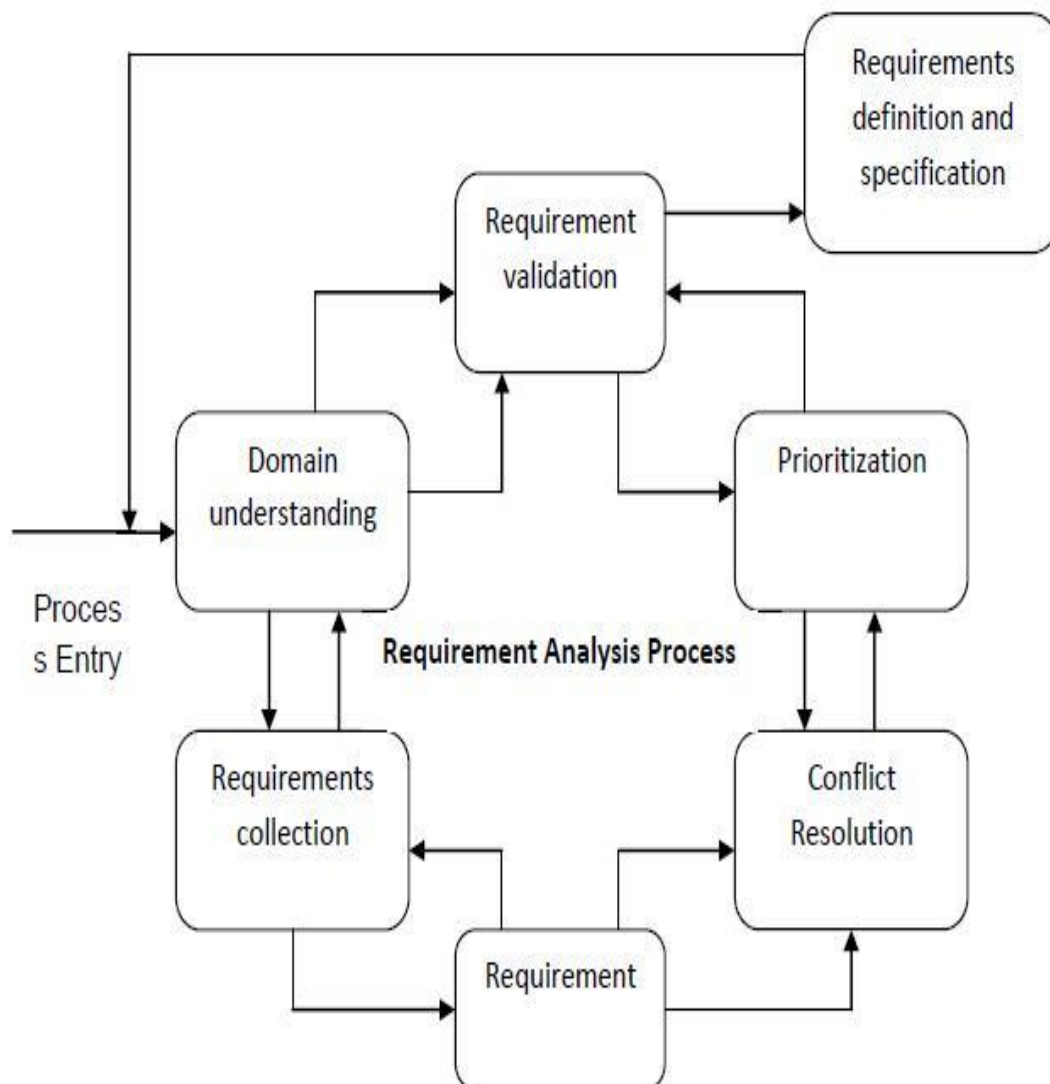 Requirements
definition and
specification
Requirement
validation
Domain
understanding
Prioritization
Proces
s Entry
Requirement Analysis Process
Requirements
collection
Conflict
Resolution
Requirement